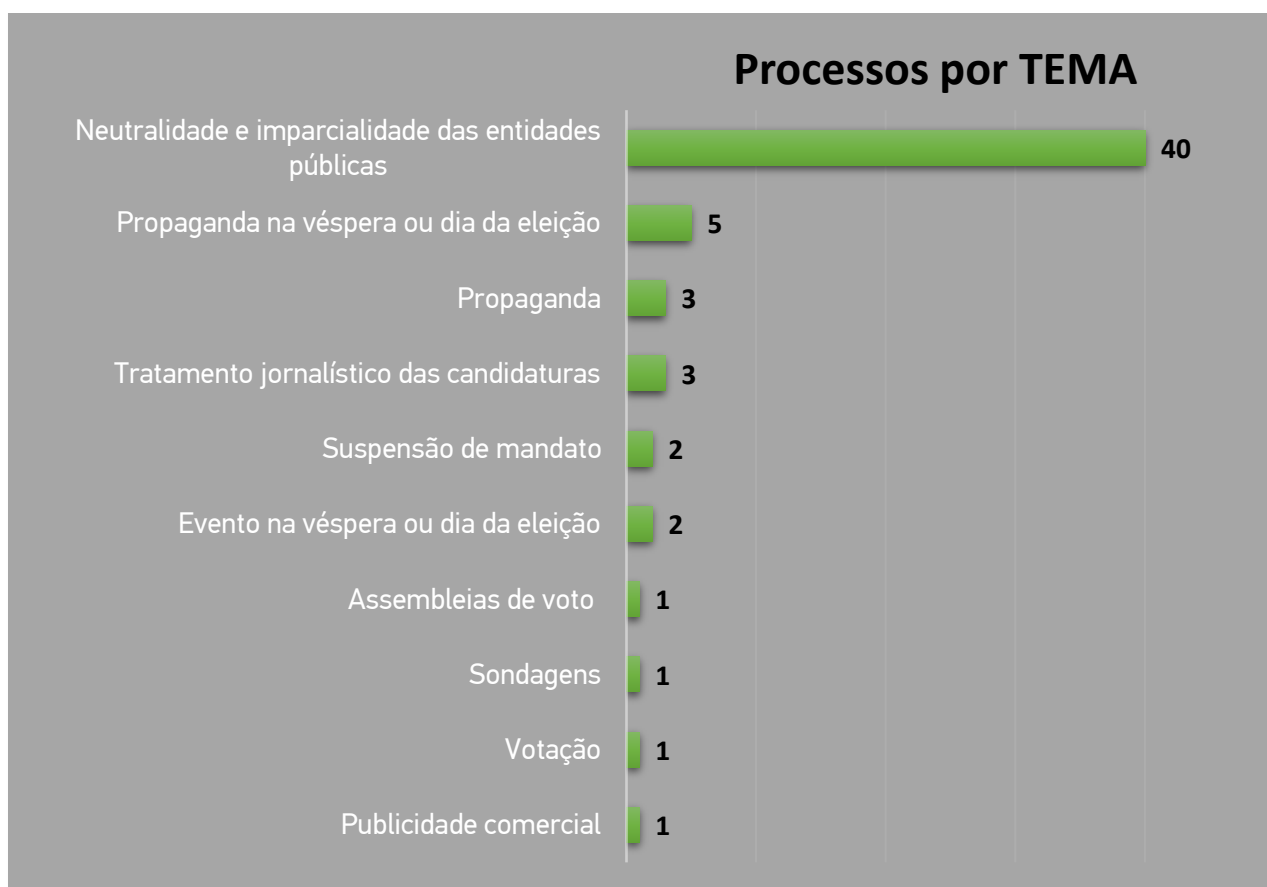 Processos por TEMA
Neutralidade e imparcialidade das entidades
públicas
40
Propaganda na véspera ou dia da eleição
5
Propaganda
3
Tratamento jornalístico das candidaturas
3
Suspensão de mandato
2
Evento na véspera ou dia da eleição
2
Assembleias de voto
1
Sondagens
1
Votação
1
Publicidade comercial
1